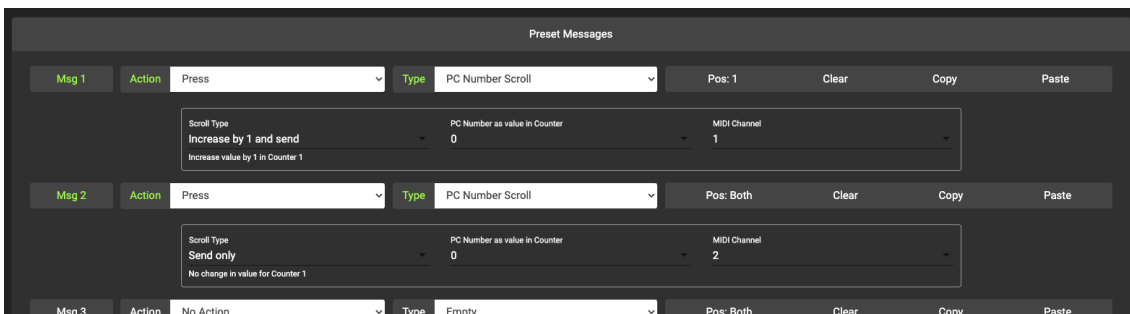 Preset Messages
Msg 1 Action Press Type PC Number Scroll Pos: 1 Clear Copy Paste
Scroll Type PC Number as value in Counter MIDI Channel
Increase by 1 and send 0 1
Increase value by 1 in Counter 1
Msg 2 Action Press Type PC Number Scroll Pos: Both Clear Copy Paste
Scroll Type PC Number as value in Counter MIDI Channel
Send only 0 2
No change in value for Counter 1
Msg 3 Action No Action Type Empty Pos: Both Clear Copy Paste